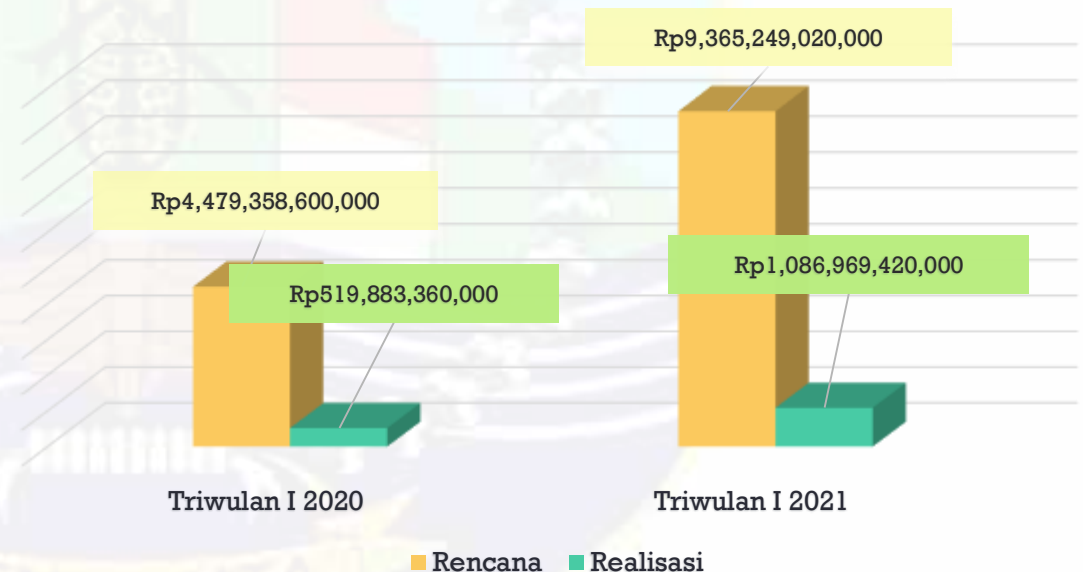 Rp9,365,249,020,000
Rp4,479,358,600,000
Rp1,086,969,420,000
Rp519,883,360,000
Triwulan I 2020
Triwulan I 2021
Rencana
Realisasi